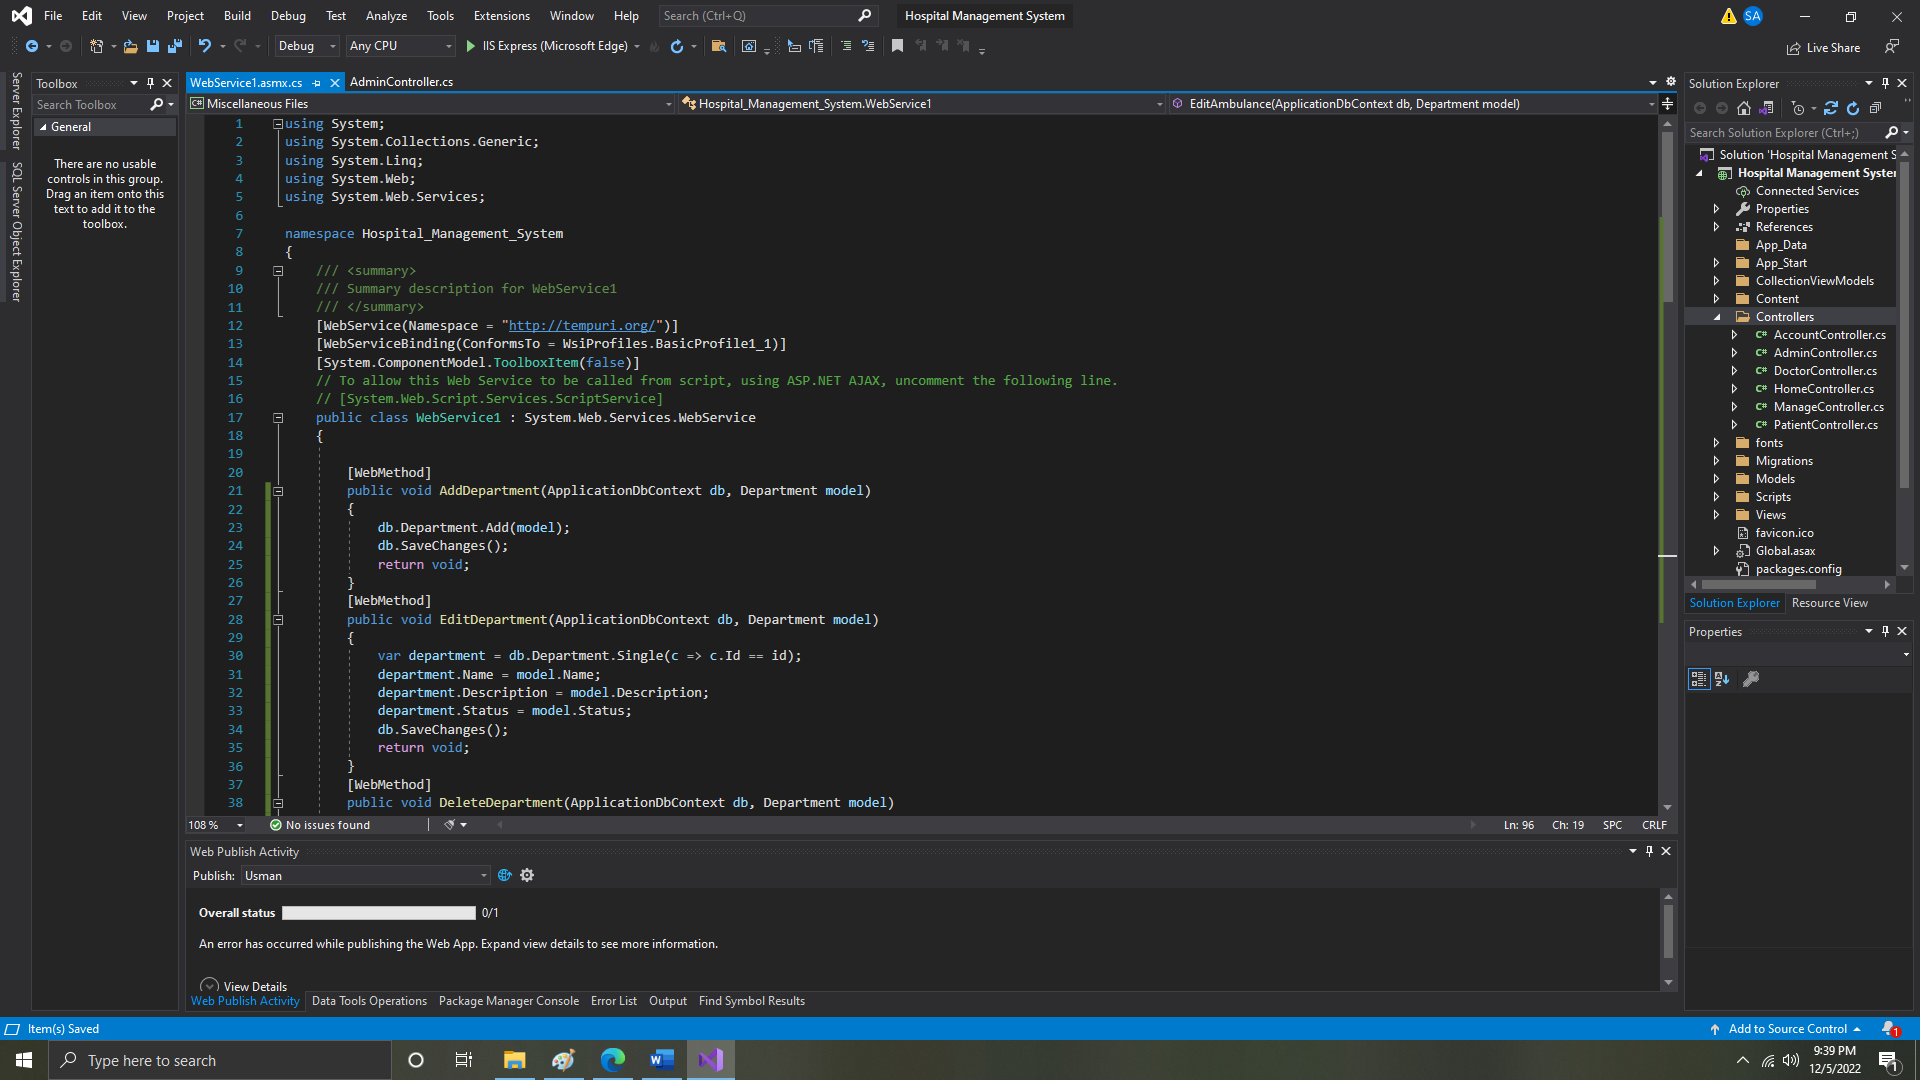 File Edit View Project Build Debug Test Analyze Tools Extensions Window Help Search (Ctrl+Q) Hospital Management System SA
Debug Any CPU IIS Express (Microsoft Edge) Live Share
Server Explorer
SQL Server Object Explorer
Toolbox
Search Toolbox
General
There are no usable
controls in this group.
Drag an item onto this
text to add it to the
toolbox.
WebService1.asmx.cs AdminController.cs
C# Miscellaneous Files Hospital_Management_System.WebService1 EditAmbulance(ApplicationDbContext db, Department model)
1 using System;
2 using System.Collections.Generic;
3 using System.Linq;
4 using System.Web;
5 using System.Web.Services;
6
7 namespace Hospital_Management_System
8 {
9 /// <summary>
10 /// Summary description for WebService1
11 /// </summary>
12 [WebService(Namespace = "http://tempuri.org/")]
13 [WebServiceBinding(ConformsTo = WsiProfiles.BasicProfile1_1)]
14 [System.ComponentModel.ToolboxItem(false)]
15 // To allow this Web Service to be called from script, using ASP.NET AJAX, uncomment the following line.
16 // [System.Web.Script.Services.ScriptService]
17 public class WebService1 : System.Web.Services.WebService
18 {
19
20 [WebMethod]
21 public void AddDepartment(ApplicationDbContext db, Department model)
22 {
23 db.Department.Add(model);
24 db.SaveChanges();
25 return void;
26 }
27 [WebMethod]
28 public void EditDepartment(ApplicationDbContext db, Department model)
29 {
30 var department = db.Department.Single(c => c.Id == id);
31 department.Name = model.Name;
32 department.Description = model.Description;
33 department.Status = model.Status;
34 db.SaveChanges();
35 return void;
36 }
37 [WebMethod]
38 public void DeleteDepartment(ApplicationDbContext db, Department model)
108 % No issues found Ln: 96 Ch: 19 SPC CRLF
Web Publish Activity
Publish: Usman
Overall status 0/1
An error has occurred while publishing the Web App. Expand view details to see more information.
View Details
Web Publish Activity Data Tools Operations Package Manager Console Error List Output Find Symbol Results
Solution Explorer
Search Solution Explorer (Ctrl+;)
Solution 'Hospital Management S
Hospital Management System
Connected Services
Properties
References
App_Data
App_Start
CollectionViewModels
Content
Controllers
C# AccountController.cs
C# AdminController.cs
C# DoctorController.cs
C# HomeController.cs
C# ManageController.cs
C# PatientController.cs
fonts
Migrations
Models
Scripts
Views
favicon.ico
Global.asax
packages.config
Solution Explorer Resource View
Properties
Item(s) Saved Add to Source Control 1
Type here to search
9:39 PM
12/5/2022
1